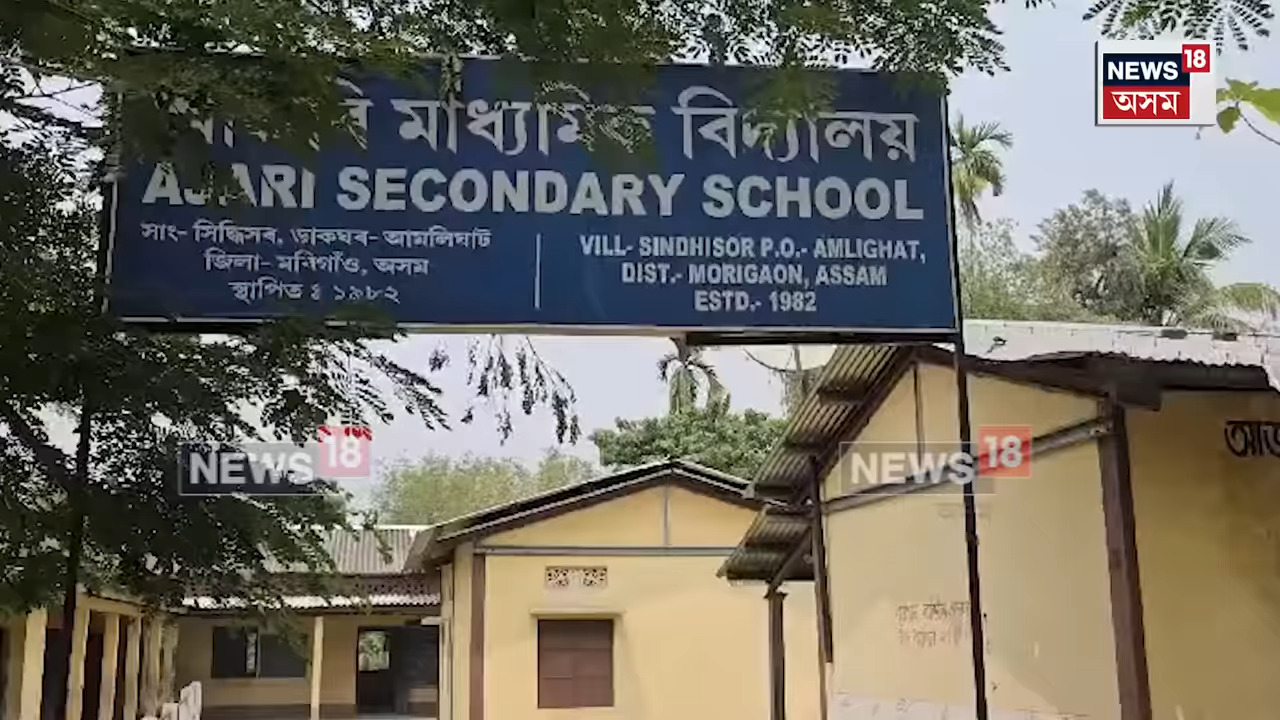 NEWS 18
অসম
মাধ্যমিক বিদ্যালয়
SECONDARY SCHOOL
সাং- সিদ্ধিসৰ, ডাকঘৰ- আমলিঘাট
জিলা- মৰিগাঁও, অসম
স্থাপিত ঃ ১৯৮২
VILL- SINDHISOR P.O.- AMLIGHAT,
DIST.- MORIGAON, ASSAM
ESTD.- 1982
NEWS 18
NEWS 18